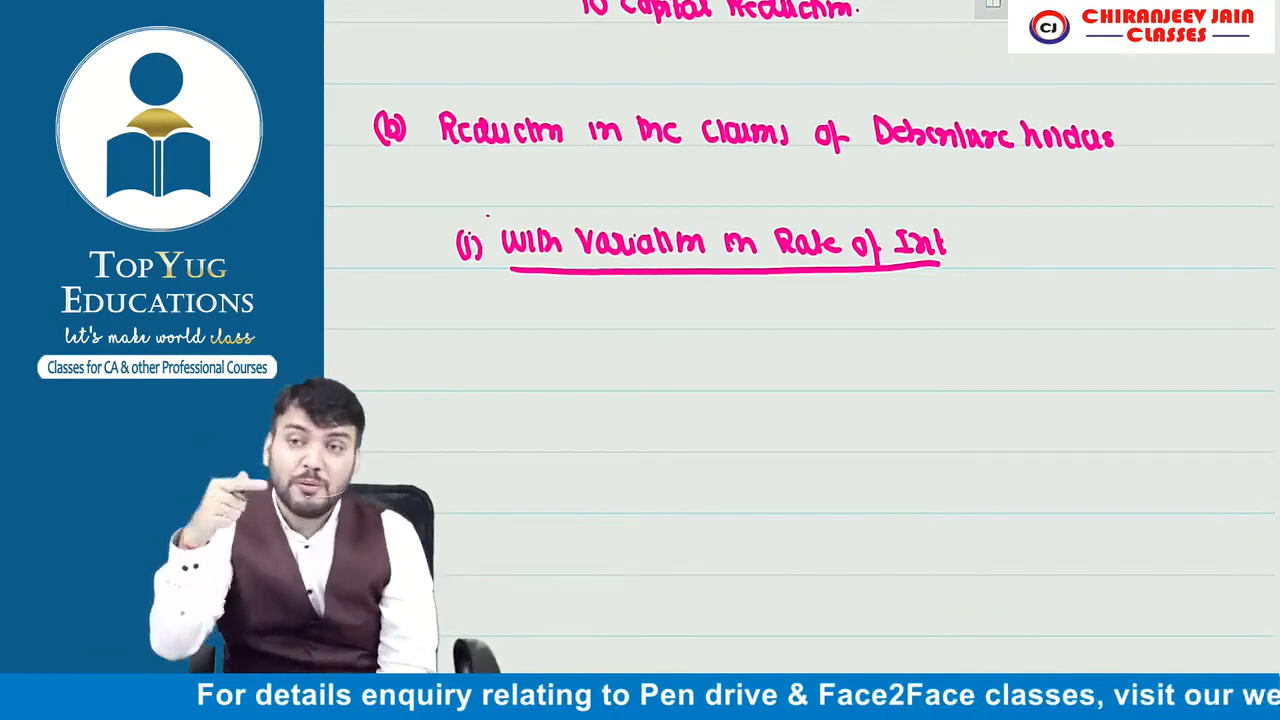 to Capital Reduction.
CHIRANJEEV JAIN
CJ
CLASSES
(b) Reduction in the Claims of Debenture holders
(i) With Variation in Rate of Int
TOPYUG
EDUCATIONS
let's make world class
Classes for CA & other Professional Courses
For details enquiry relating to Pen drive & Face2Face classes, visit our we